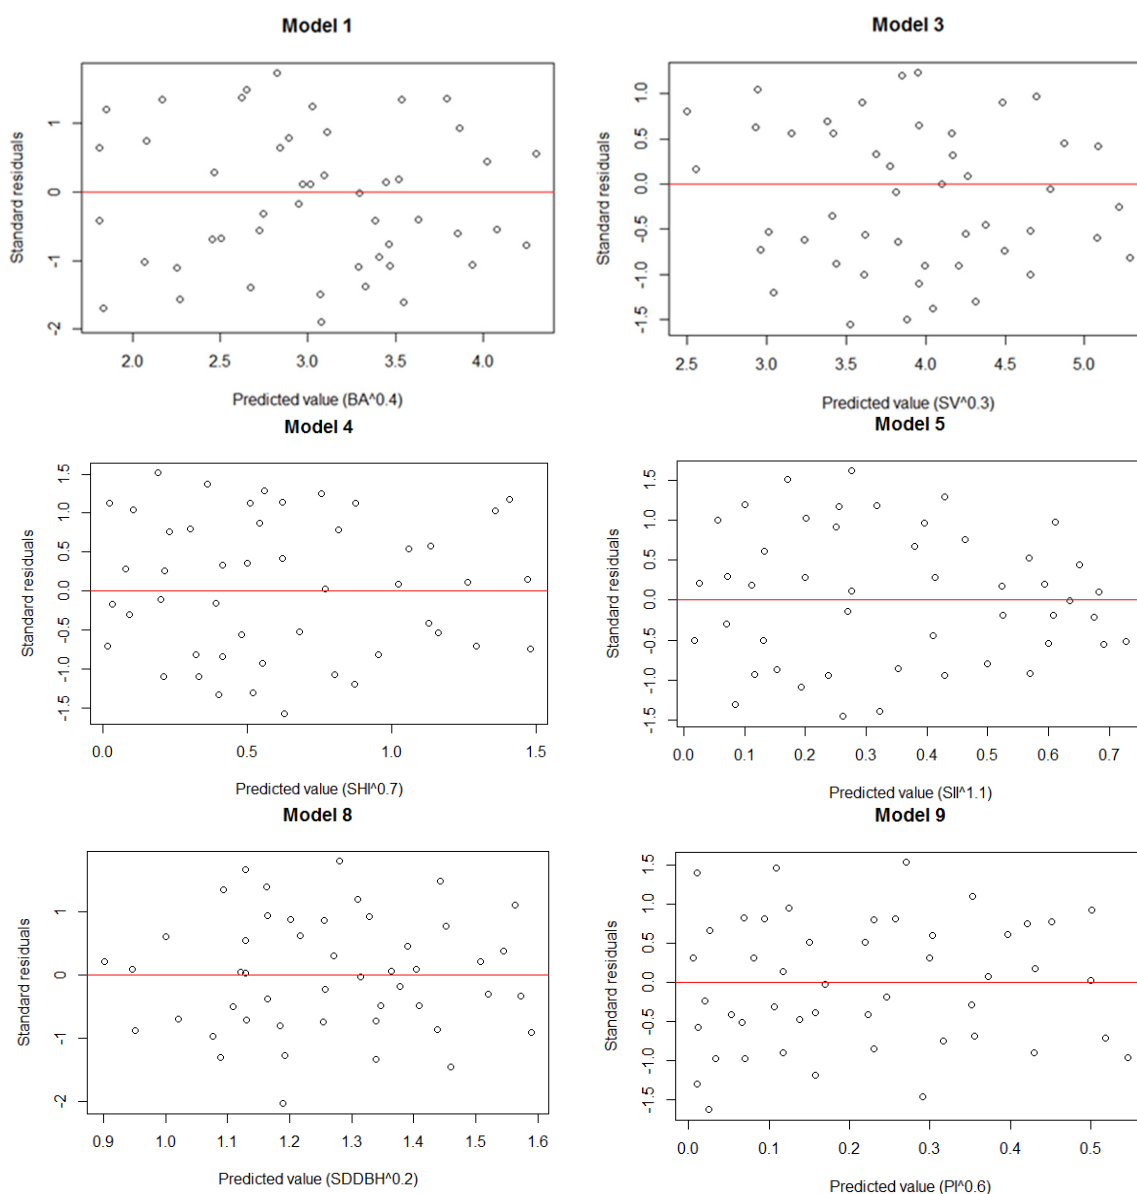 Model 1
Standard residuals
1
0
-1
-2
2.0 2.5 3.0 3.5 4.0
Predicted value (BA^0.4)
Model 3
Standard residuals
1.0
0.5
0.0
-0.5
-1.0
-1.5
2.5 3.0 3.5 4.0 4.5 5.0
Predicted value (SV^0.3)
Model 4
Standard residuals
1.5
1.0
0.5
0.0
-0.5
-1.0
-1.5
0.0 0.5 1.0 1.5
Predicted value (SHI^0.7)
Model 5
Standard residuals
1.5
1.0
0.5
0.0
-0.5
-1.0
-1.5
0.0 0.1 0.2 0.3 0.4 0.5 0.6 0.7
Predicted value (SII^1.1)
Model 8
Standard residuals
1
0
-1
-2
0.9 1.0 1.1 1.2 1.3 1.4 1.5 1.6
Predicted value (SDDBH^0.2)
Model 9
Standard residuals
1.5
1.0
0.5
0.0
-0.5
-1.0
-1.5
0.0 0.1 0.2 0.3 0.4 0.5
Predicted value (PI^0.6)